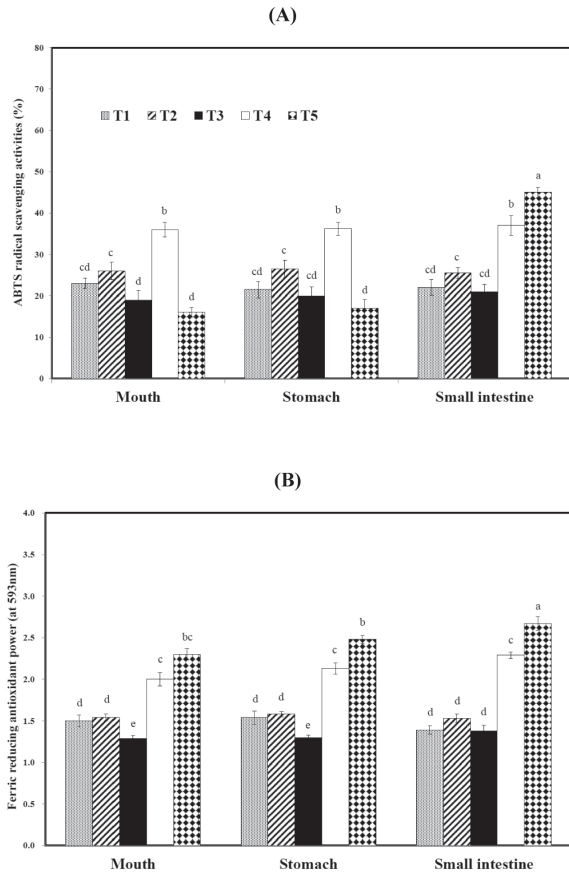 (A)
ABTS radical scavenging activities (%)
80
70
60
50
40
30
20
10
0
T1 T2 T3 T4 T5
cd c d b d
cd c cd b d
cd c cd b a
Mouth Stomach Small intestine
(B)
Ferric reducing antioxidant power (at 593nm)
4.0
3.5
3.0
2.5
2.0
1.5
1.0
0.5
0.0
d d e c bc
d d e c b
d d d c a
Mouth Stomach Small intestine